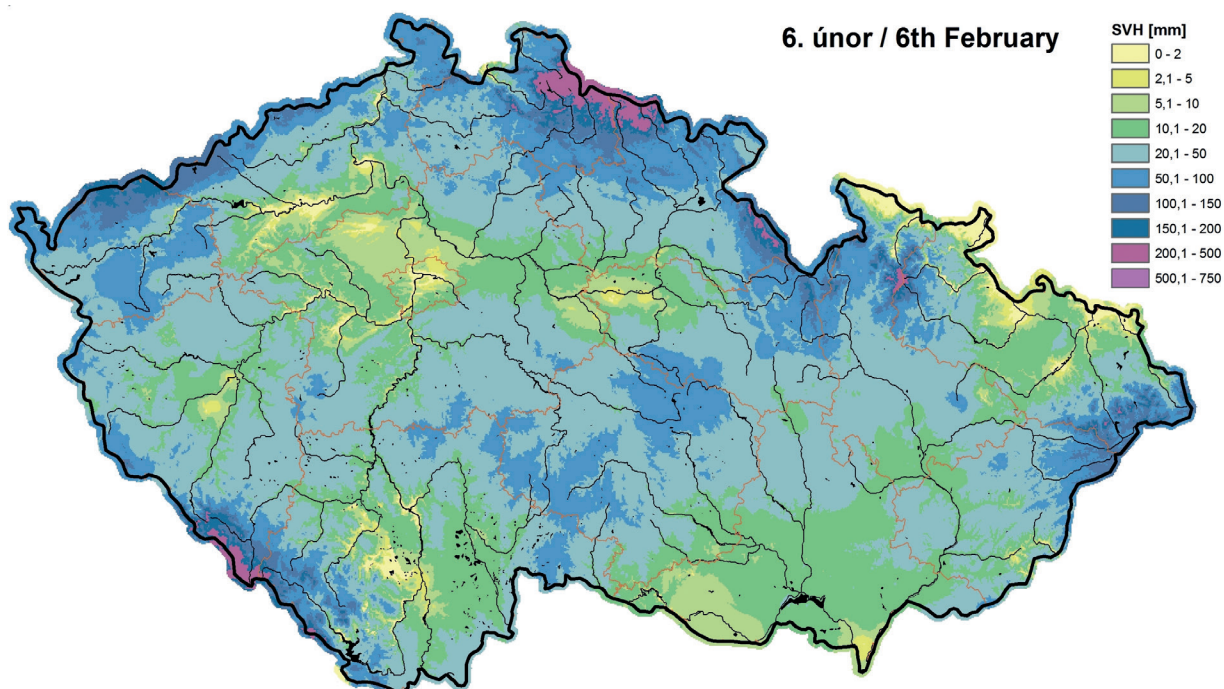 6. únor / 6th February
SVH [mm]
0 - 2
2,1 - 5
5,1 - 10
10,1 - 20
20,1 - 50
50,1 - 100
100,1 - 150
150,1 - 200
200,1 - 500
500,1 - 750